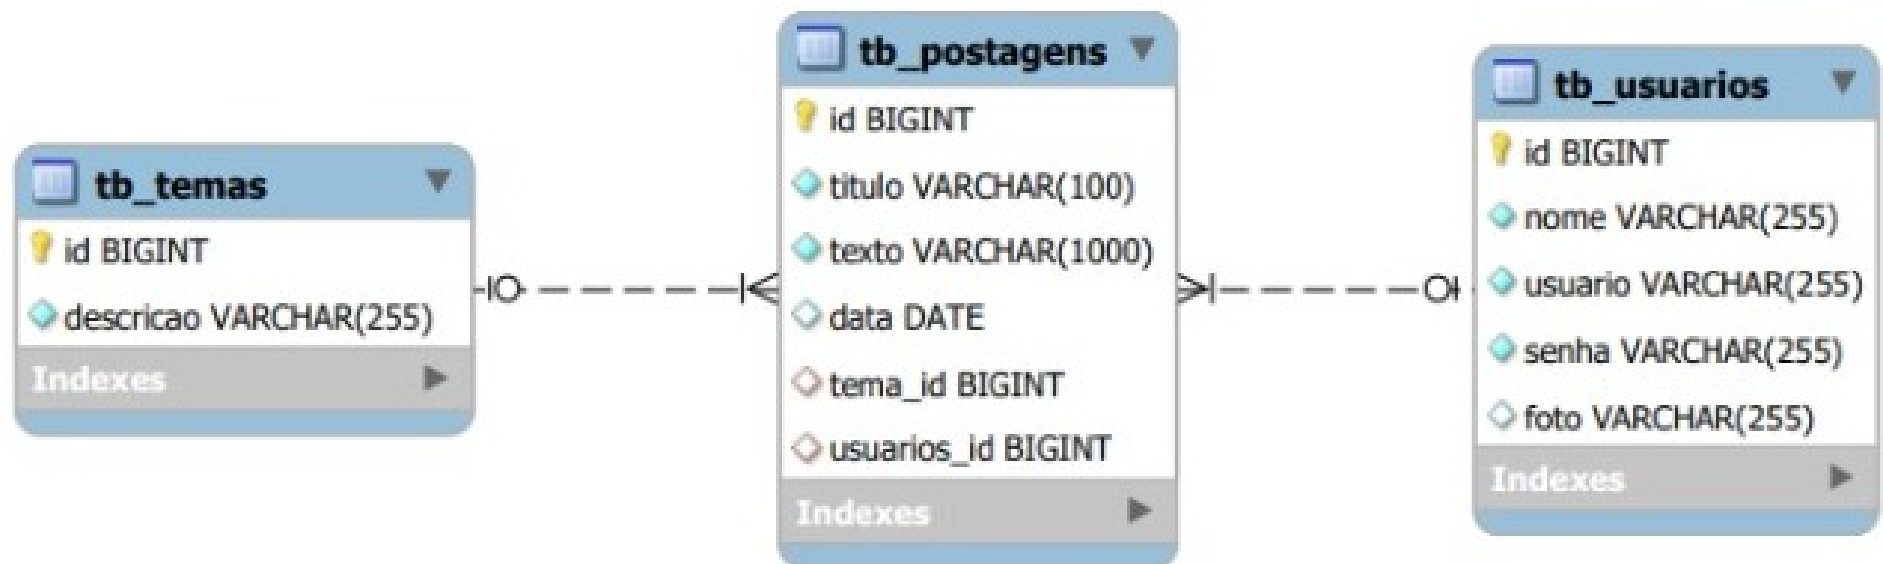 tb_temas
id BIGINT
descricao VARCHAR(255)
Indexes
tb_postagens
id BIGINT
titulo VARCHAR(100)
texto VARCHAR(1000)
data DATE
tema_id BIGINT
usuarios_id BIGINT
Indexes
tb_usuarios
id BIGINT
nome VARCHAR(255)
usuario VARCHAR(255)
senha VARCHAR(255)
foto VARCHAR(255)
Indexes